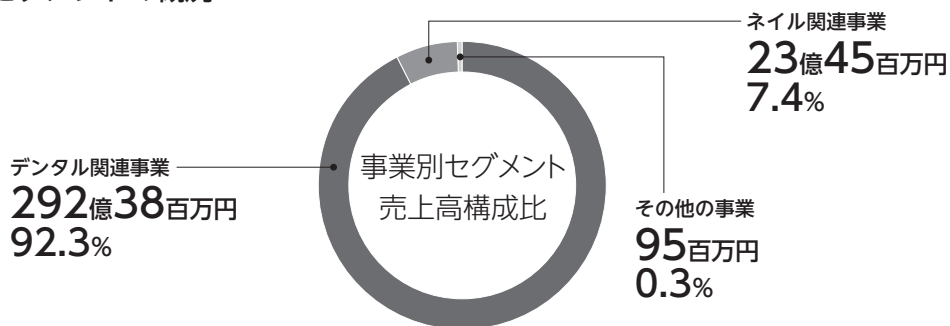 ネイル関連事業
23億45百万円
7.4%
デンタル関連事業
292億38百万円
92.3%
事業別セグメント
売上高構成比
その他の事業
95百万円
0.3%